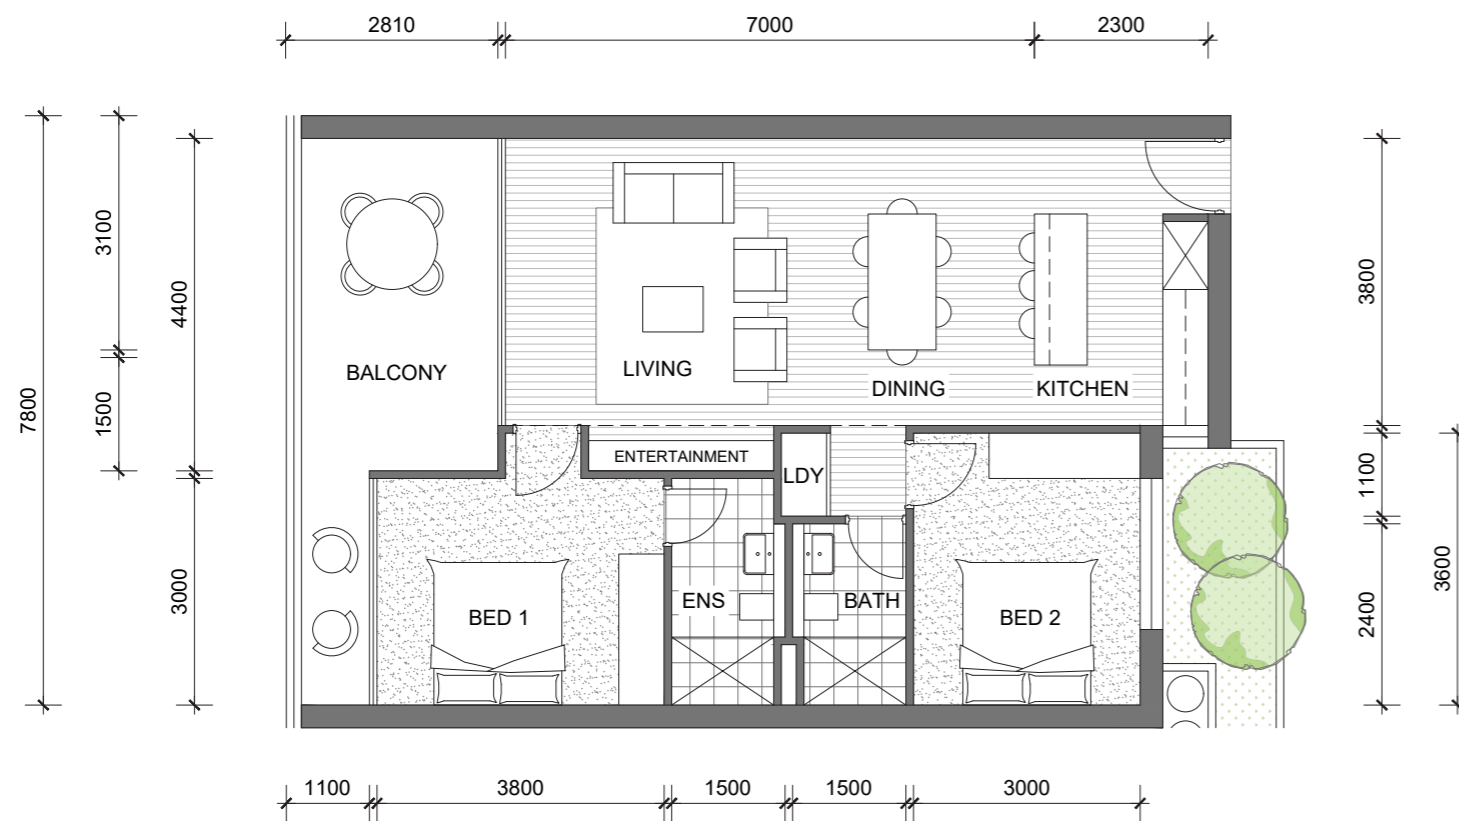 2810
7000
2300
7800
3100
1500
4400
3000
BALCONY
LIVING
DINING
KITCHEN
ENTERTAINMENT
LDY
BED 1
ENS
BATH
BED 2
3800
1100
2400
3600
1100
3800
1500
1500
3000